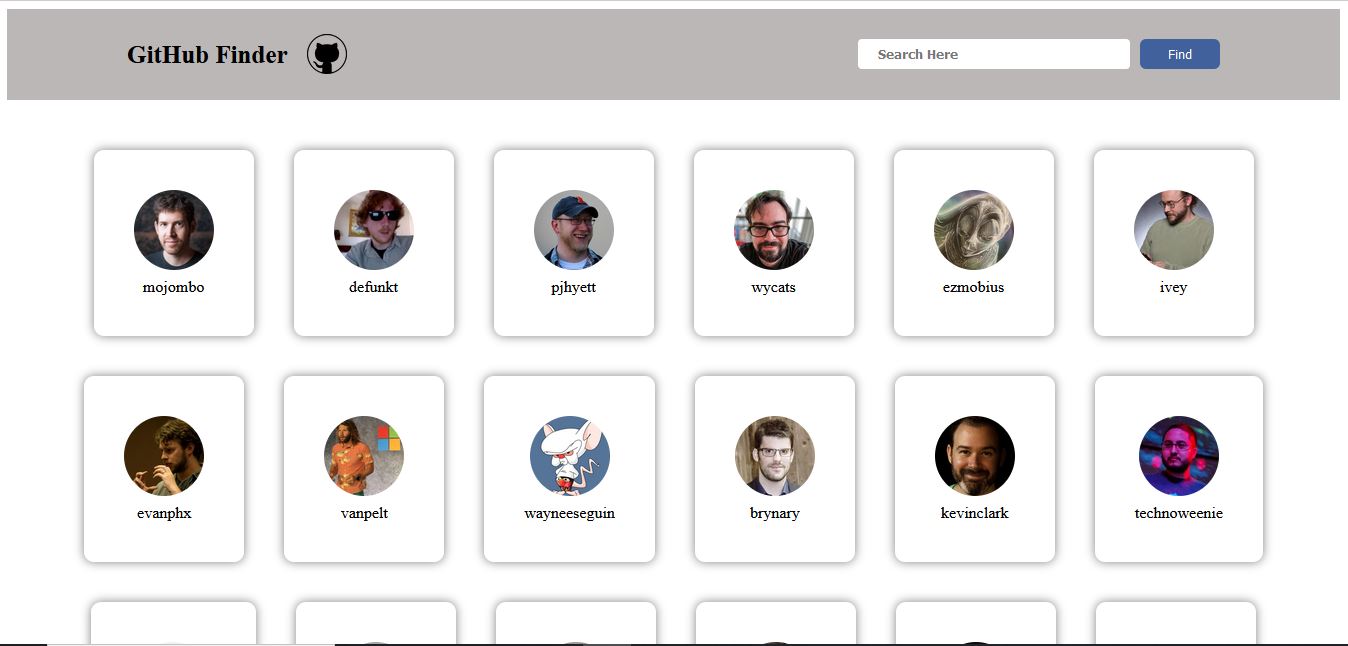 GitHub Finder
Search Here
Find
mojombo
defunkt
pjhyett
wycats
ezmobius
ivey
evanphx
vanpelt
wayneeseguin
brynary
kevinclark
technoweenie